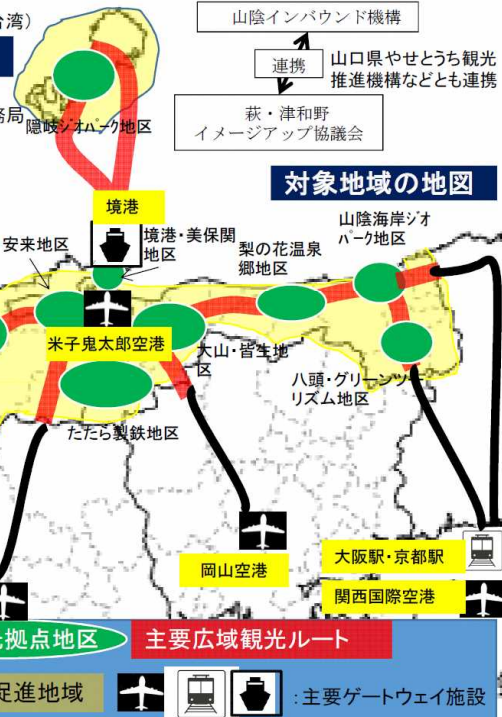 台湾)
山陰インバウンド機構
連携
山口県やせとうち観光
推進機構などとも連携
萩・津和野
イメージアップ協議会
務局
隠岐ジオパーク地区
対象地域の地図
境港
安来地区
境港・美保関
地区
梨の花温泉
郷地区
山陰海岸ジオ
パーク地区
米子鬼太郎空港
大山・皆生地
区
八頭・グリーンツー
リズム地区
たたら製鉄地区
岡山空港
大阪駅・京都駅
関西国際空港
拠点地区
主要広域観光ルート
促進地域
:主要ゲートウェイ施設